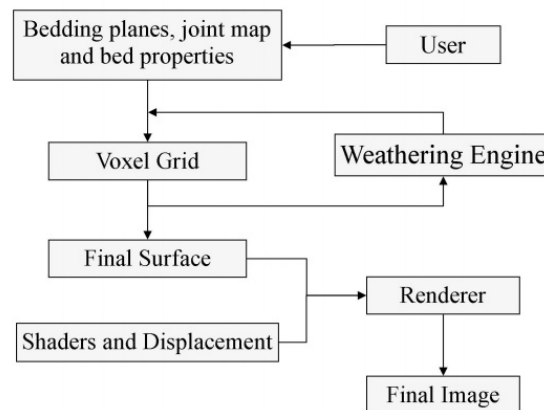 Bedding planes, joint map
and bed properties
User
Voxel Grid
Weathering Engine
Final Surface
Renderer
Shaders and Displacement
Final Image